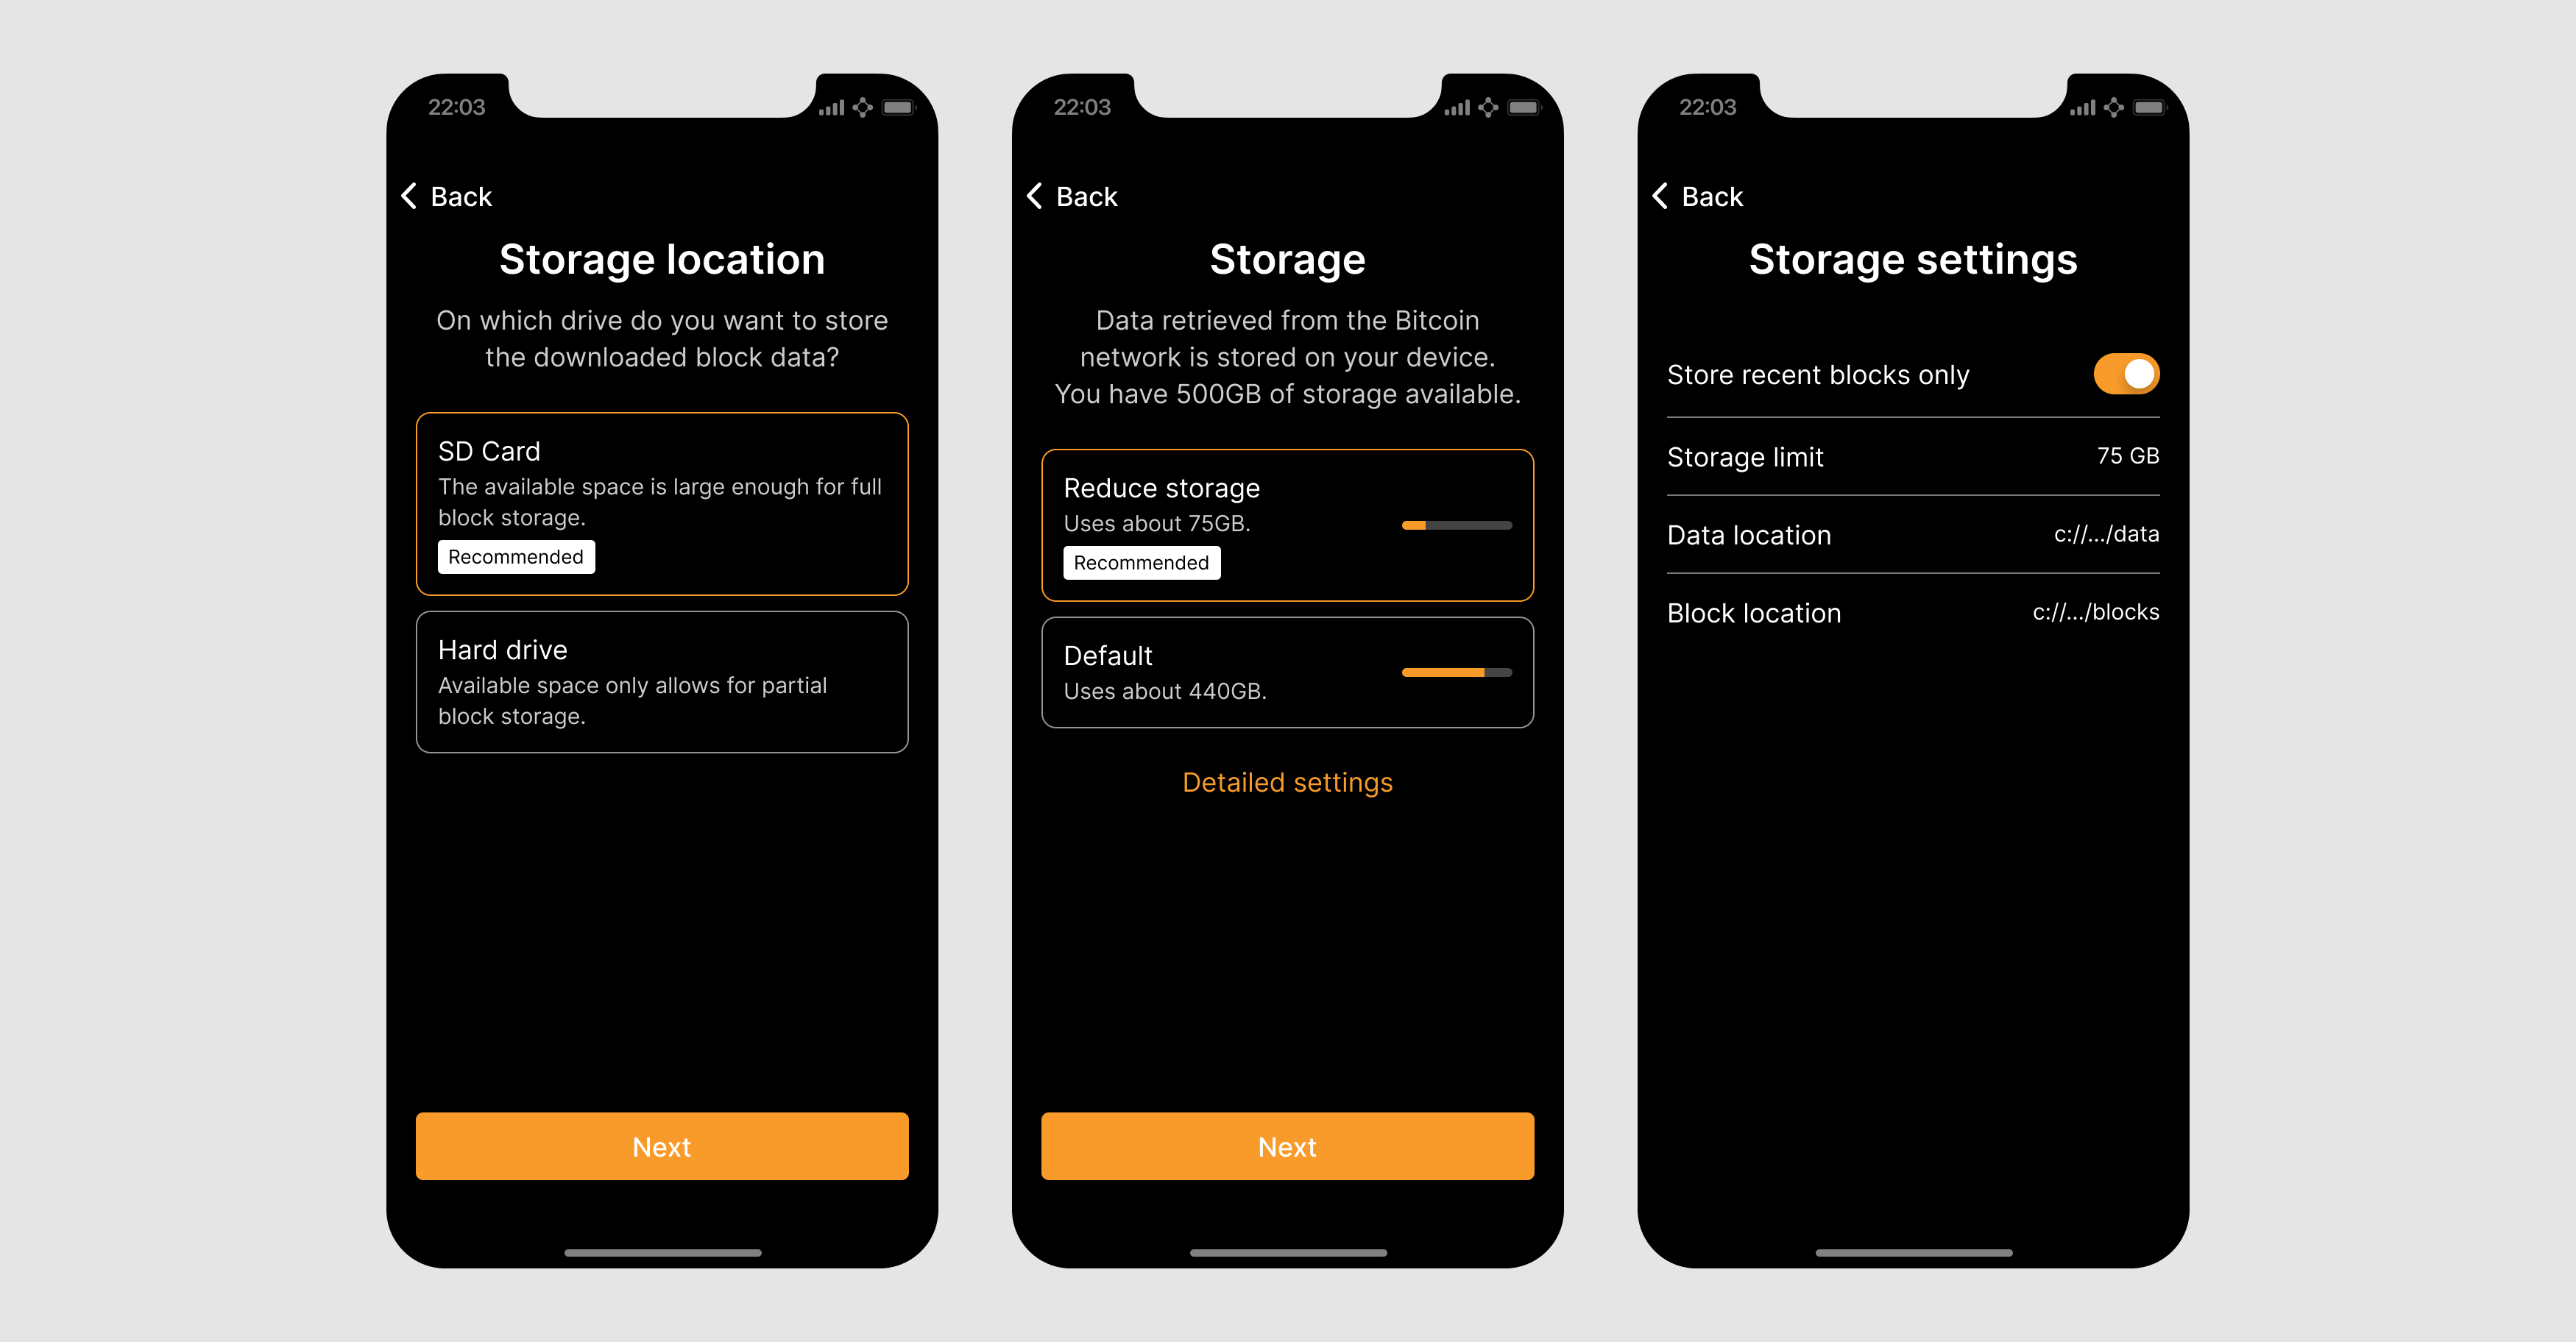 22:03
Back
Storage location
On which drive do you want to store
the downloaded block data?
SD Card
The available space is large enough for full
block storage.
Recommended
Hard drive
Available space only allows for partial
block storage.
Next
22:03
Back
Storage
Data retrieved from the Bitcoin
network is stored on your device.
You have 500GB of storage available.
Reduce storage
Uses about 75GB.
Recommended
Default
Uses about 440GB.
Detailed settings
Next
22:03
Back
Storage settings
Store recent blocks only
Storage limit 75 GB
Data location c://.../data
Block location c://.../blocks